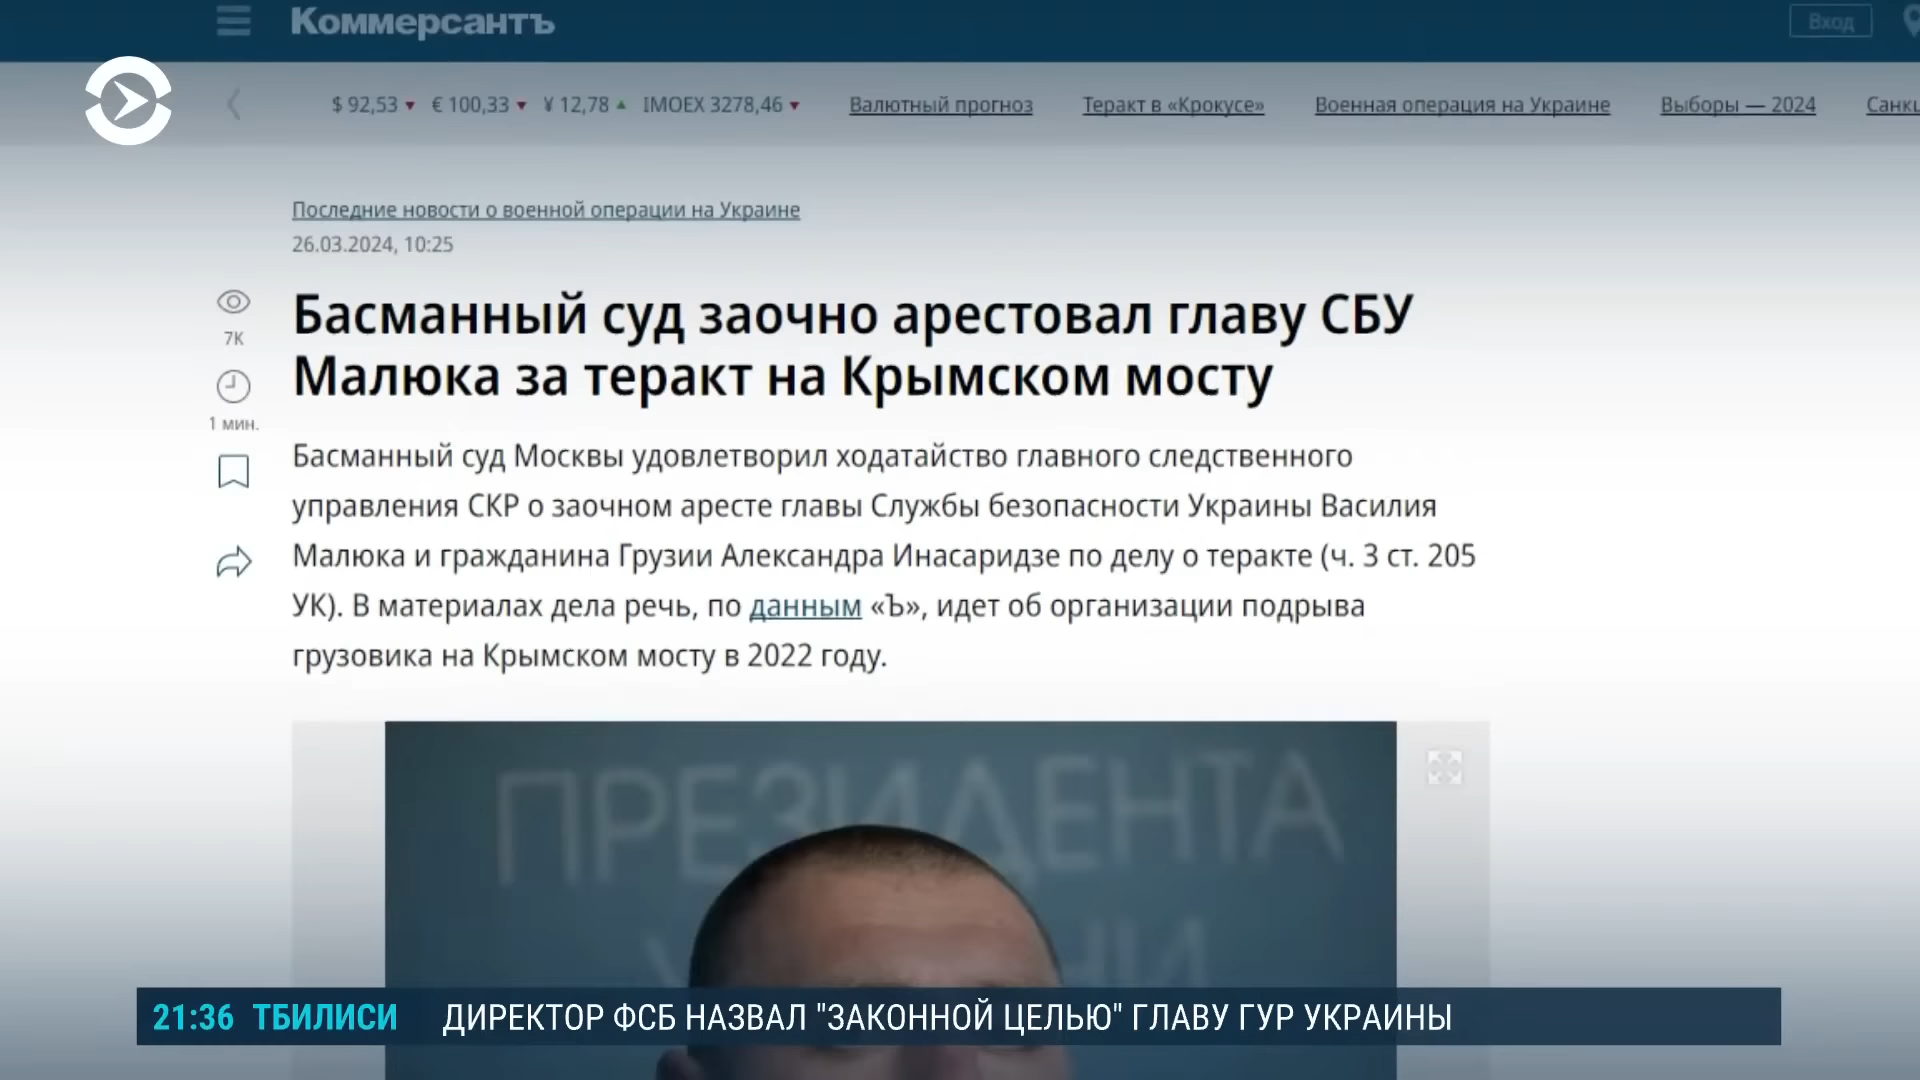 Коммерсантъ
Вход
$ 92,53 € 100,33 ¥ 12,78 IMOEX 3278,46 Валютный прогноз Теракт в «Крокусе» Военная операция на Украине Выборы — 2024
Последние новости о военной операции на Украине
26.03.2024, 10:25
7K
1 мин.
Басманный суд заочно арестовал главу СБУ
Малюка за теракт на Крымском мосту
Басманный суд Москвы удовлетворил ходатайство главного следственного
управления СКР о заочном аресте главы Службы безопасности Украины Василия
Малюка и гражданина Грузии Александра Инасаридзе по делу о теракте (ч. 3 ст. 205
УК). В материалах дела речь, по данным «Ъ», идет об организации подрыва
грузовика на Крымском мосту в 2022 году.
ПРЕЗИДЕНТА
21:36 ТБИЛИСИ ДИРЕКТОР ФСБ НАЗВАЛ "ЗАКОННОЙ ЦЕЛЬЮ" ГЛАВУ ГУР УКРАИНЫ